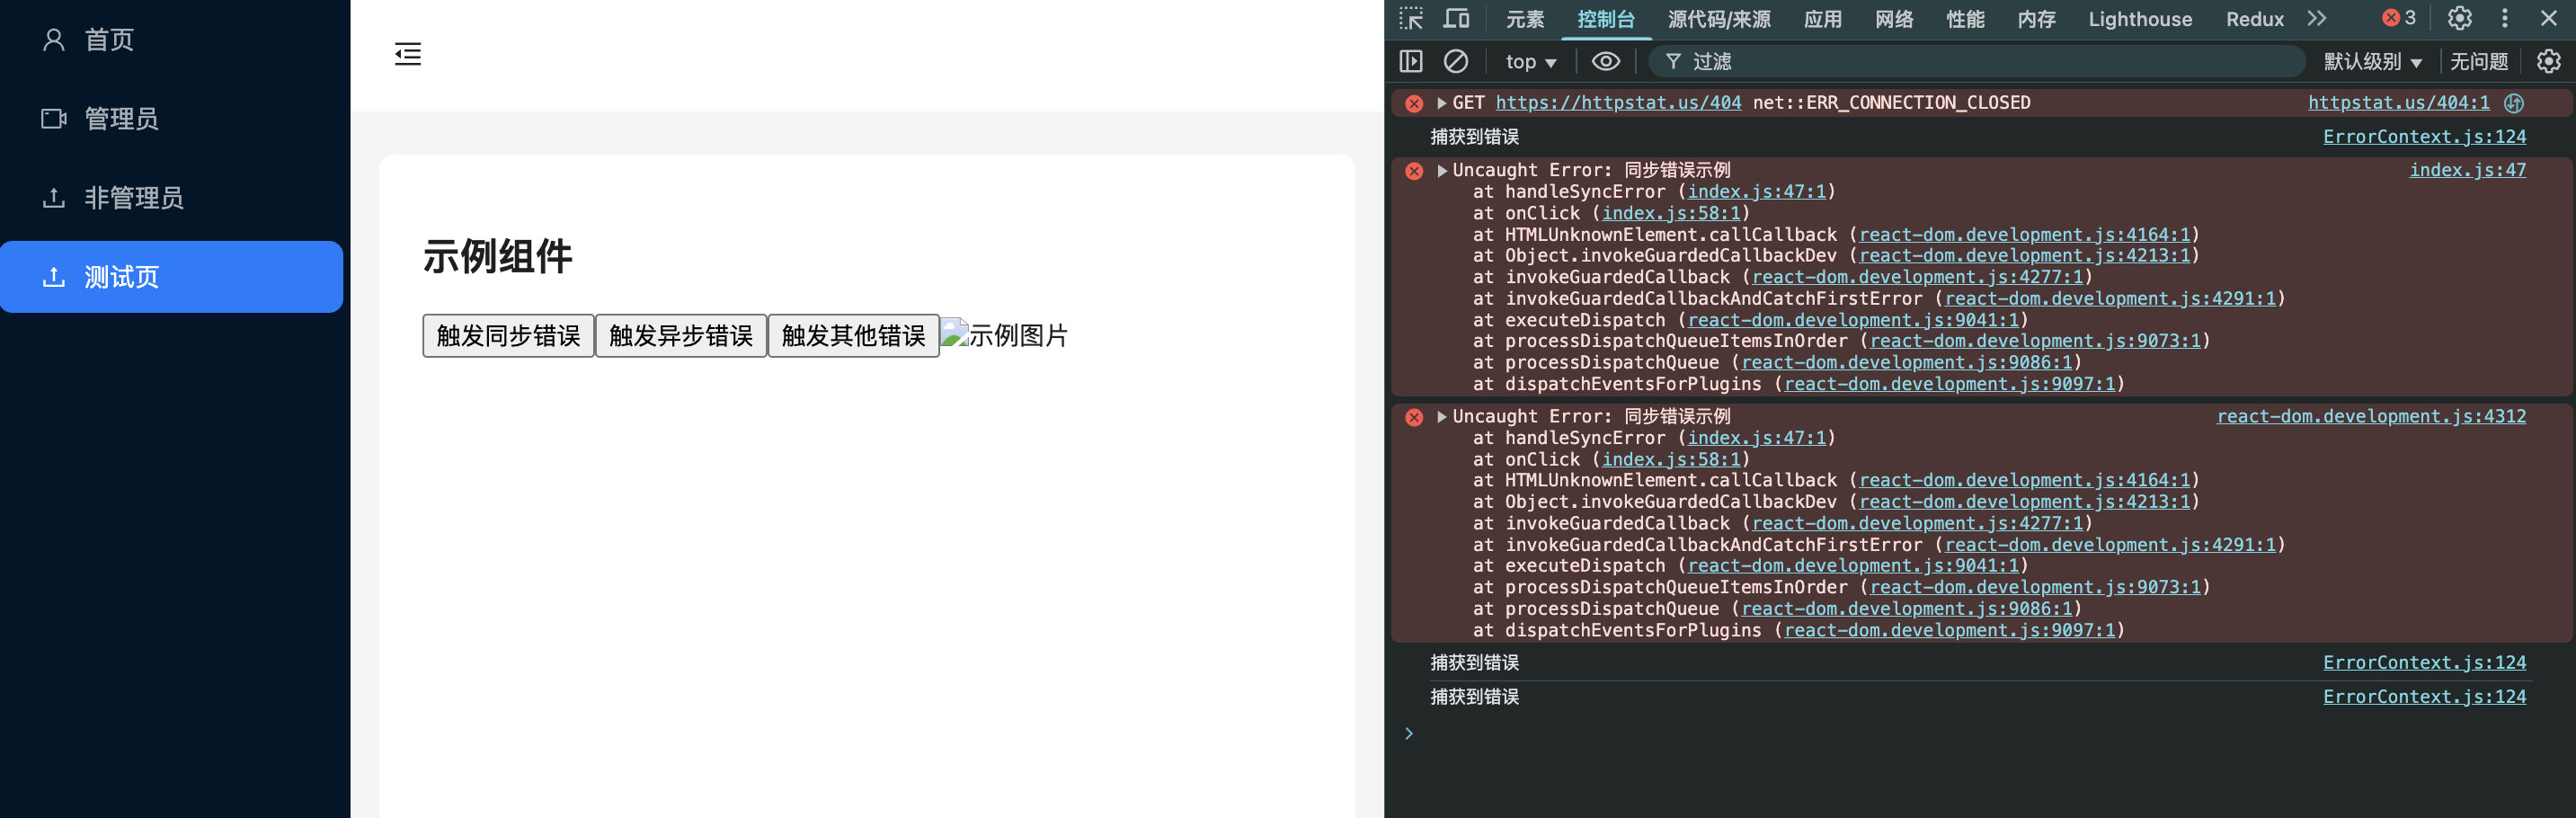 首页
管理员
非管理员
测试页
示例组件
触发同步错误 触发异步错误 触发其他错误 示例图片
元素 控制台 源代码/来源 应用 网络 性能 内存 Lighthouse Redux 3
top 过滤 默认级别 无问题
GET https://httpstat.us/404 net::ERR_CONNECTION_CLOSED httpstat.us/404:1
捕获到错误 ErrorContext.js:124
Uncaught Error: 同步错误示例 index.js:47
at handleSyncError (index.js:47:1)
at onClick (index.js:58:1)
at HTMLUnknownElement.callCallback (react-dom.development.js:4164:1)
at Object.invokeGuardedCallbackDev (react-dom.development.js:4213:1)
at invokeGuardedCallback (react-dom.development.js:4277:1)
at invokeGuardedCallbackAndCatchFirstError (react-dom.development.js:4291:1)
at executeDispatch (react-dom.development.js:9041:1)
at processDispatchQueueItemsInOrder (react-dom.development.js:9073:1)
at processDispatchQueue (react-dom.development.js:9086:1)
at dispatchEventsForPlugins (react-dom.development.js:9097:1)
Uncaught Error: 同步错误示例 react-dom.development.js:4312
at handleSyncError (index.js:47:1)
at onClick (index.js:58:1)
at HTMLUnknownElement.callCallback (react-dom.development.js:4164:1)
at Object.invokeGuardedCallbackDev (react-dom.development.js:4213:1)
at invokeGuardedCallback (react-dom.development.js:4277:1)
at invokeGuardedCallbackAndCatchFirstError (react-dom.development.js:4291:1)
at executeDispatch (react-dom.development.js:9041:1)
at processDispatchQueueItemsInOrder (react-dom.development.js:9073:1)
at processDispatchQueue (react-dom.development.js:9086:1)
at dispatchEventsForPlugins (react-dom.development.js:9097:1)
捕获到错误 ErrorContext.js:124
捕获到错误 ErrorContext.js:124